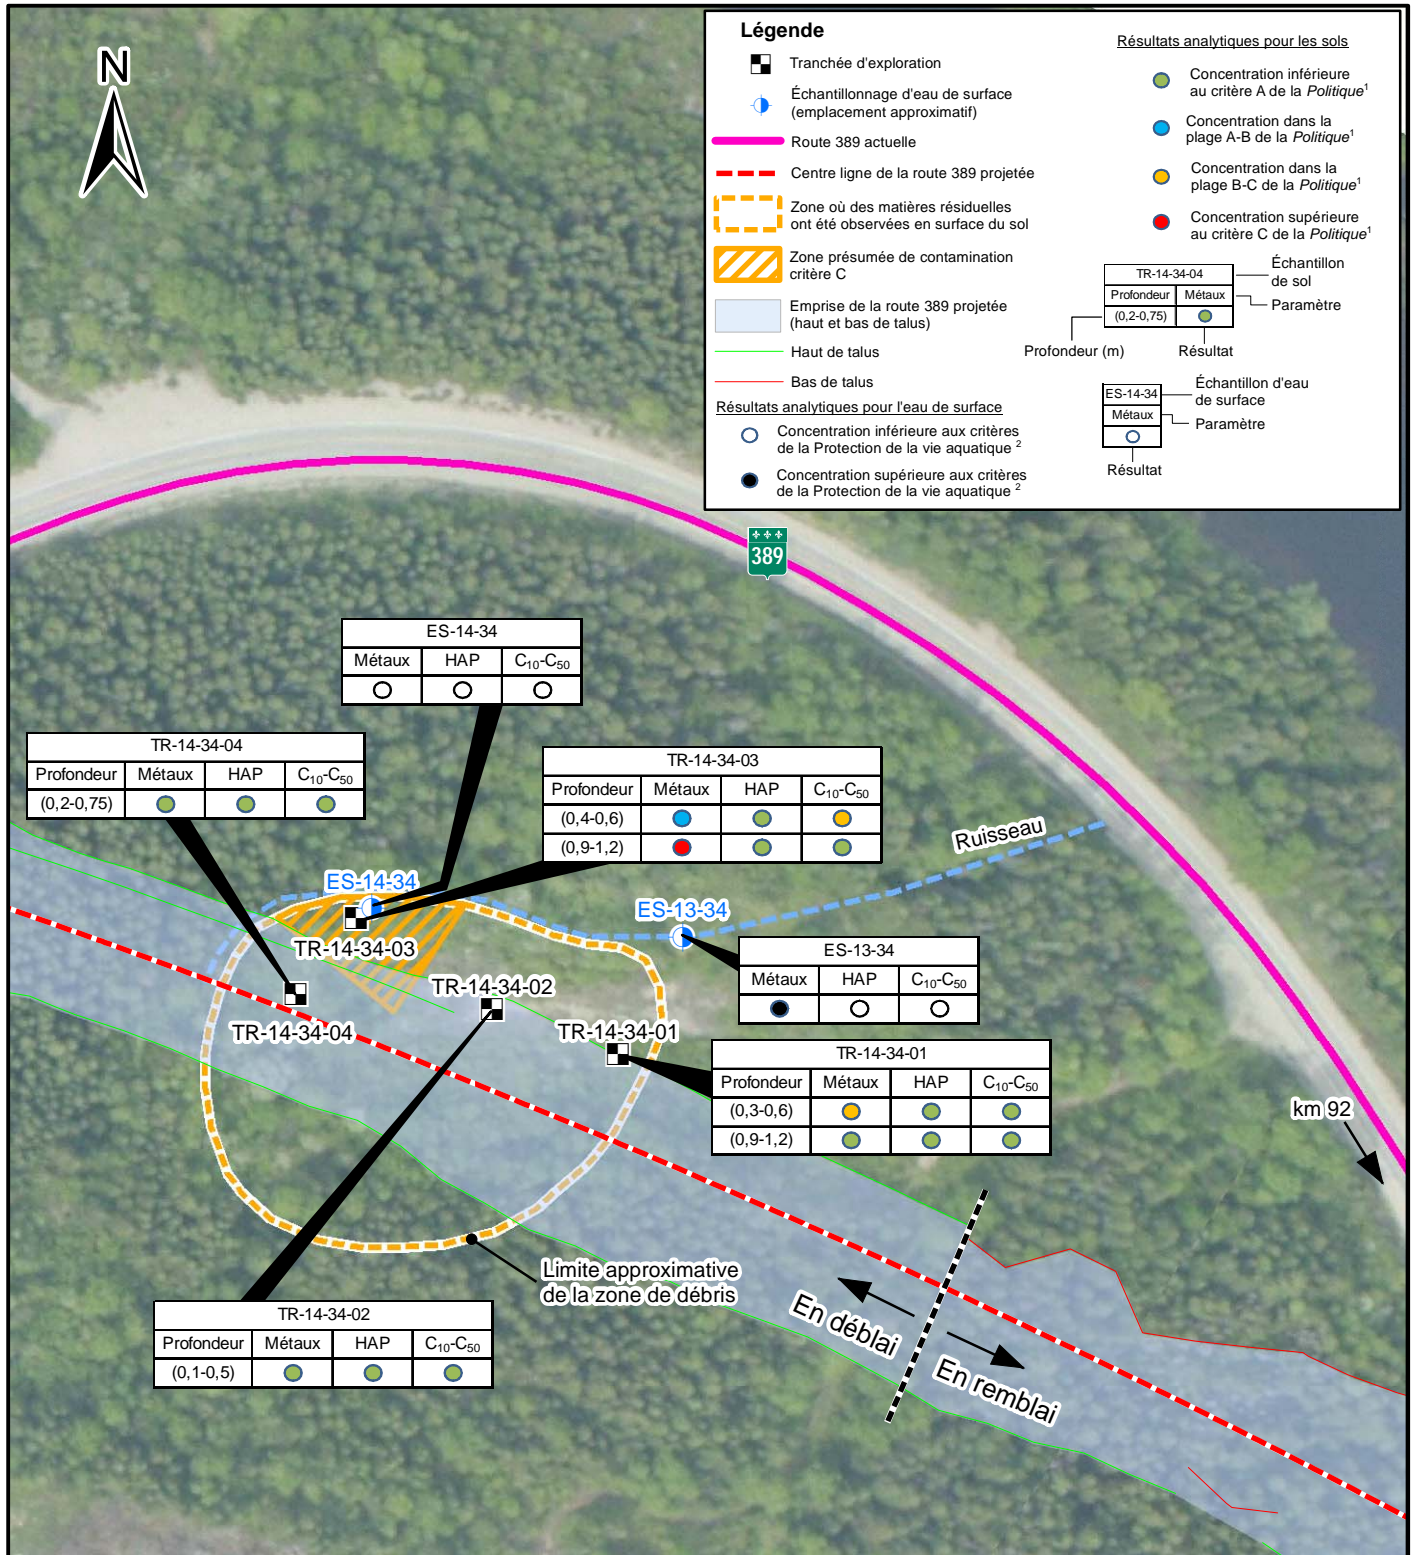 N
Légende
Tranchée d'exploration
Échantillonnage d'eau de surface
(emplacement approximatif)
Route 389 actuelle
Centre ligne de la route 389 projetée
Zone où des matières résiduelles
ont été observées en surface du sol
Zone présumée de contamination
critère C
Emprise de la route 389 projetée
(haut et bas de talus)
Haut de talus
Bas de talus
Résultats analytiques pour l'eau de surface
Concentration inférieure aux critères
de la Protection de la vie aquatique ²
Concentration supérieure aux critères
de la Protection de la vie aquatique ²
Résultats analytiques pour les sols
Concentration inférieure
au critère A de la Politique¹
Concentration dans la
plage A-B de la Politique¹
Concentration dans la
plage B-C de la Politique¹
Concentration supérieure
au critère C de la Politique¹
TR-14-34-04
Profondeur Métaux
(0,2-0,75)
Échantillon
de sol
Paramètre
Profondeur (m)
Résultat
ES-14-34
Métaux
Échantillon d'eau
de surface
Paramètre
Résultat
389
ES-14-34
Métaux HAP C₁₀-C₅₀
TR-14-34-04
Profondeur Métaux HAP C₁₀-C₅₀
(0,2-0,75)
TR-14-34-03
Profondeur Métaux HAP C₁₀-C₅₀
(0,4-0,6)
(0,9-1,2)
Ruisseau
ES-14-34
ES-13-34
TR-14-34-03
ES-13-34
Métaux HAP C₁₀-C₅₀
TR-14-34-02
TR-14-34-04
TR-14-34-01
TR-14-34-01
Profondeur Métaux HAP C₁₀-C₅₀
(0,3-0,6)
(0,9-1,2)
km 92
Limite approximative
de la zone de débris
En déblai
En remblai
TR-14-34-02
Profondeur Métaux HAP C₁₀-C₅₀
(0,1-0,5)